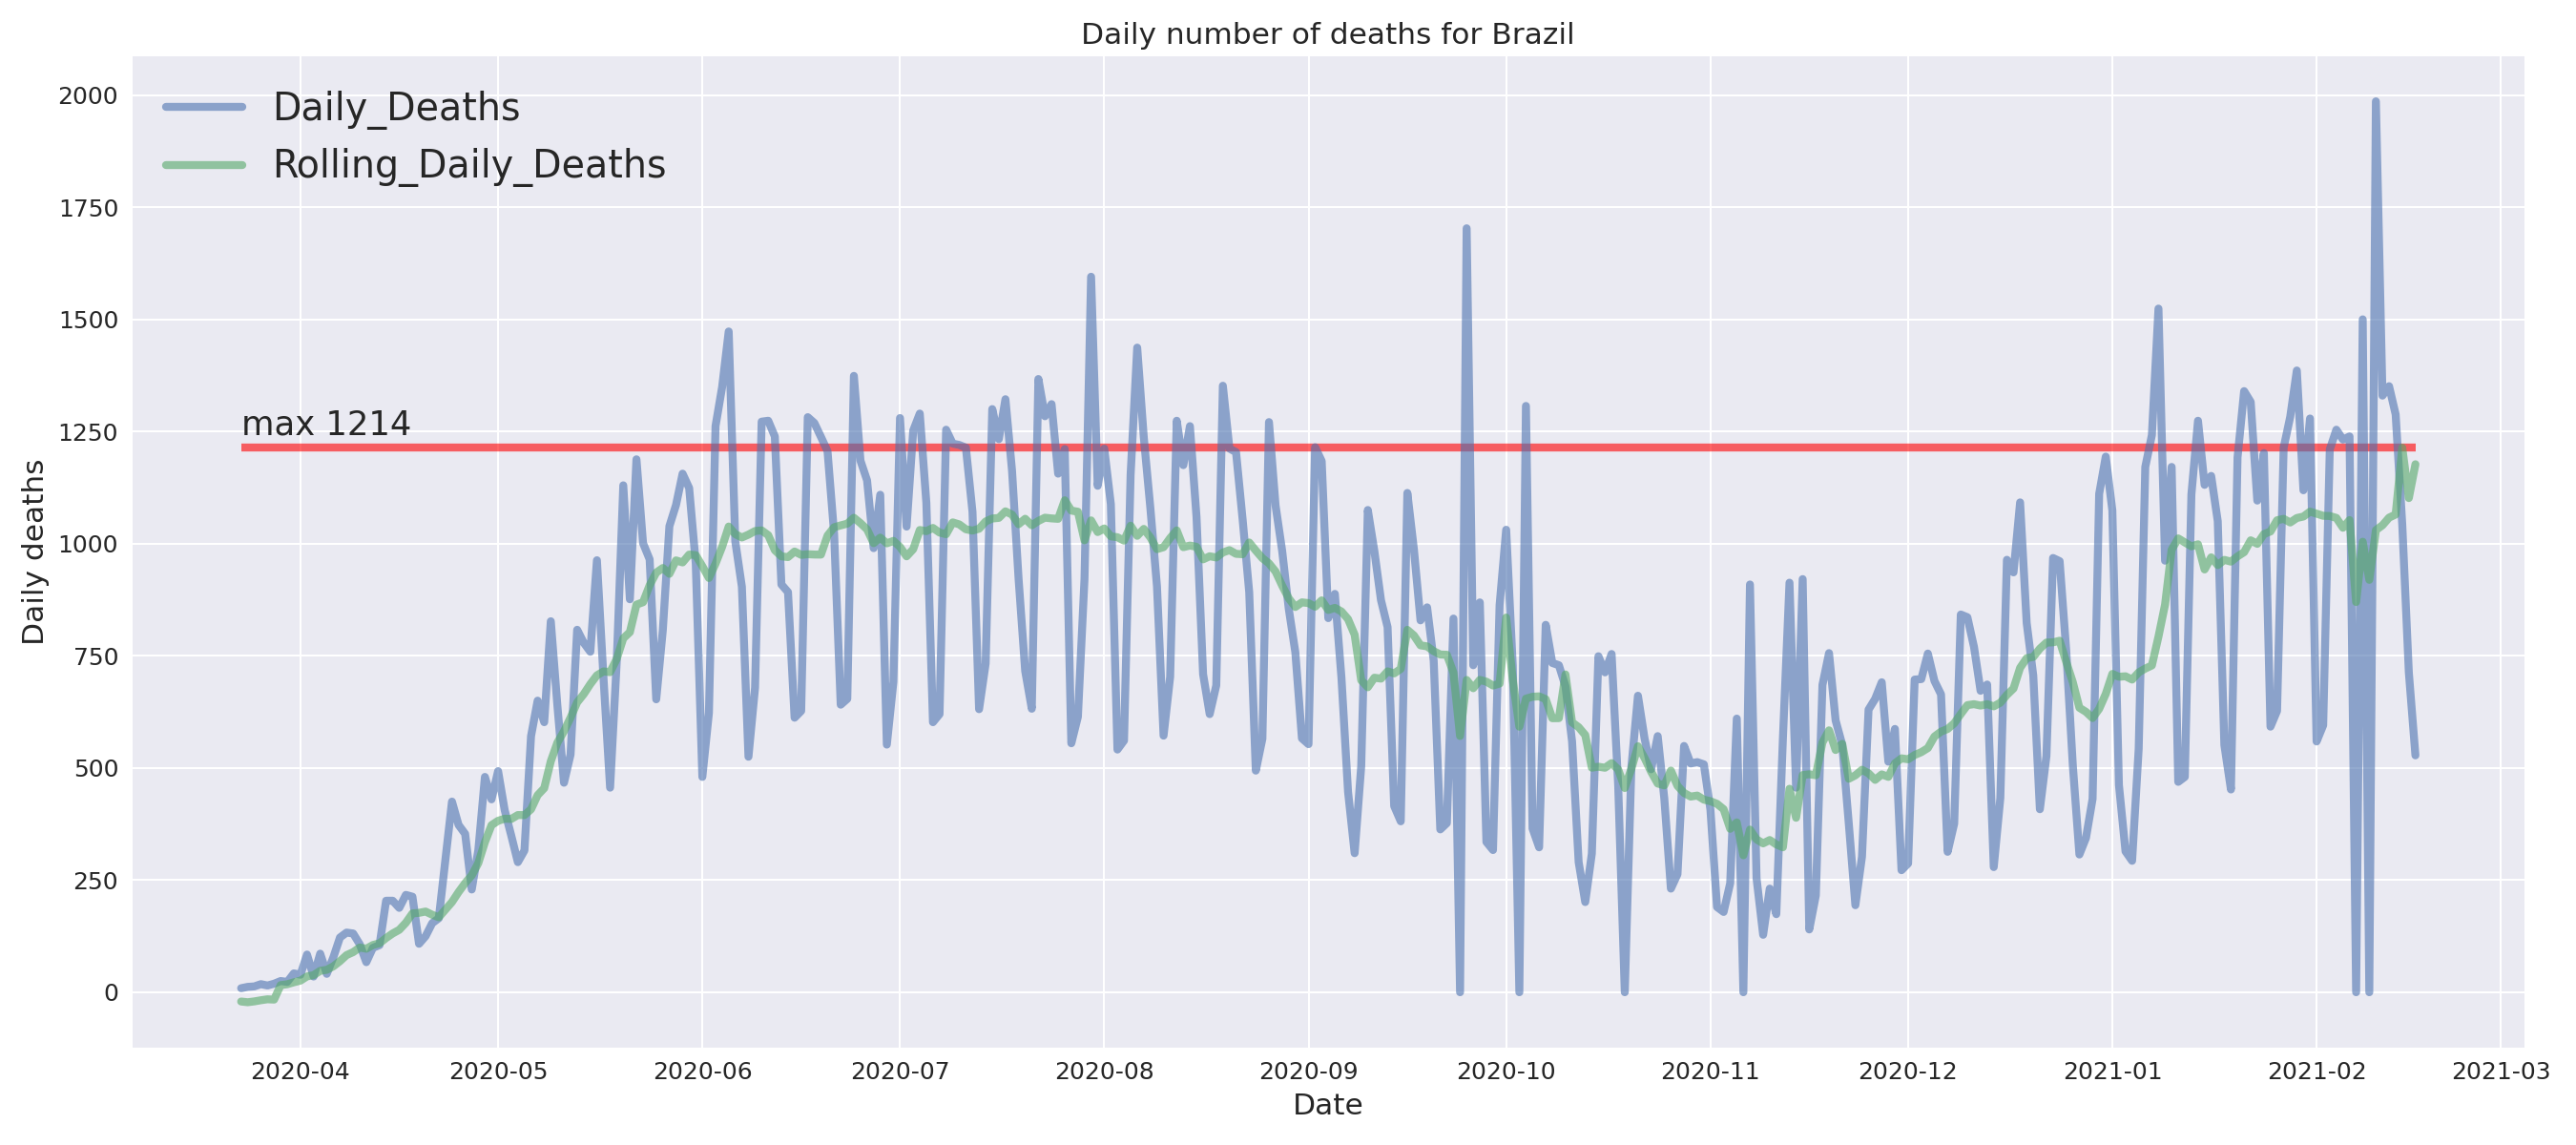 Daily number of deaths for Brazil
Daily_Deaths
Rolling_Daily_Deaths
max 1214
Daily deaths
2000
1750
1500
1250
1000
750
500
250
0
2020-04 2020-05 2020-06 2020-07 2020-08 2020-09 2020-10 2020-11 2020-12 2021-01 2021-02 2021-03
Date